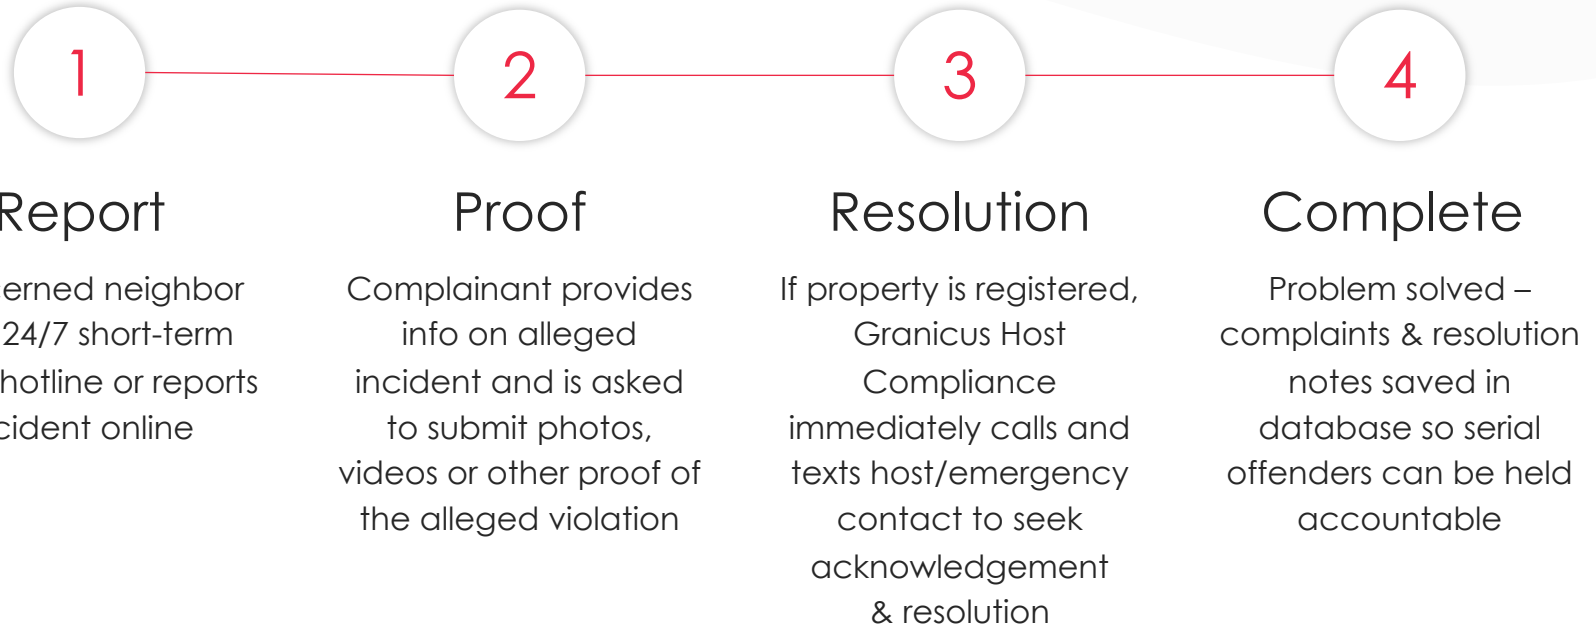 1
2
3
4
Report
erned neighbor
24/7 short-term
hotline or reports
cident online
Proof
Complainant provides
info on alleged
incident and is asked
to submit photos,
videos or other proof of
the alleged violation
Resolution
If property is registered,
Granicus Host
Compliance
immediately calls and
texts host/emergency
contact to seek
acknowledgement
& resolution
Complete
Problem solved –
complaints & resolution
notes saved in
database so serial
offenders can be held
accountable